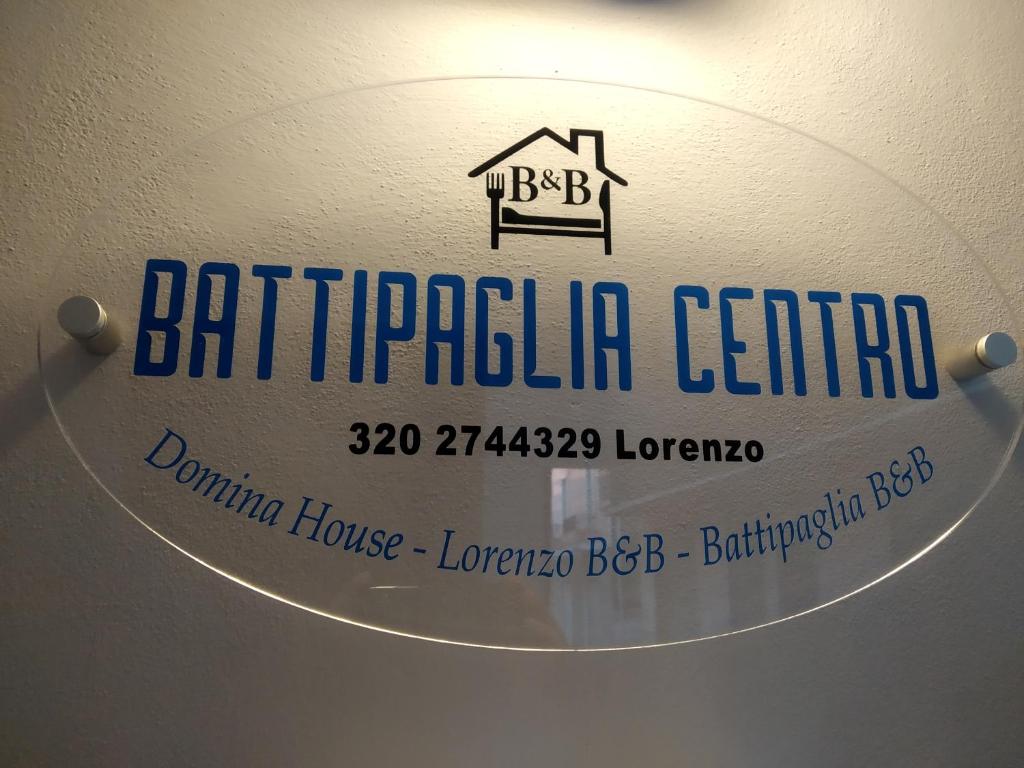 B&B
BATTIPAGLIA CENTRO
320 2744329 Lorenzo
Domina House - Lorenzo B&B - Battipaglia B&B